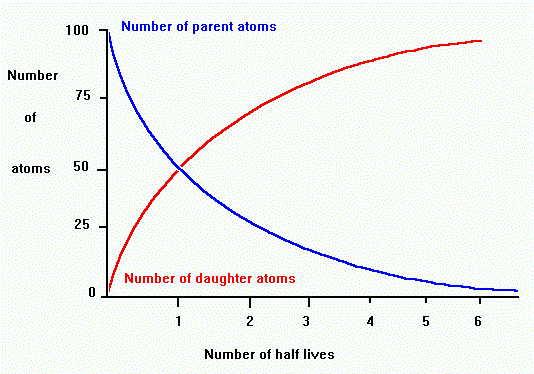 Number of parent atoms
100
Number
of
atoms
75
50
25
0
Number of daughter atoms
1 2 3 4 5 6
Number of half lives